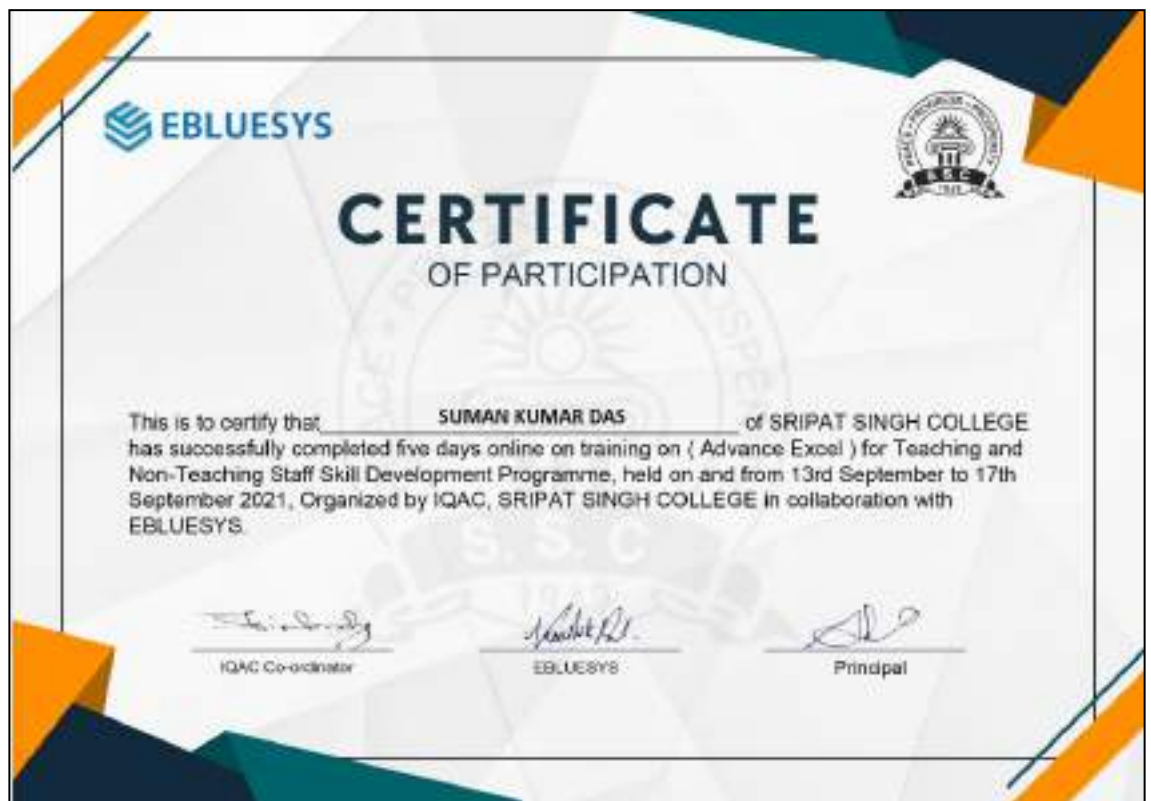 EBLUESYS
PEACE • PROGRESS • PROSPERITY
S.S.C
CERTIFICATE
OF PARTICIPATION
This is to certify that SUMAN KUMAR DAS of SRIPAT SINGH COLLEGE
has successfully completed five days online on training on ( Advance Excel ) for Teaching and
Non-Teaching Staff Skill Development Programme, held on and from 13rd September to 17th
September 2021, Organized by IQAC, SRIPAT SINGH COLLEGE in collaboration with
EBLUESYS.
S. S. C
IQAC Co-ordinator
EBLUESYS
Principal